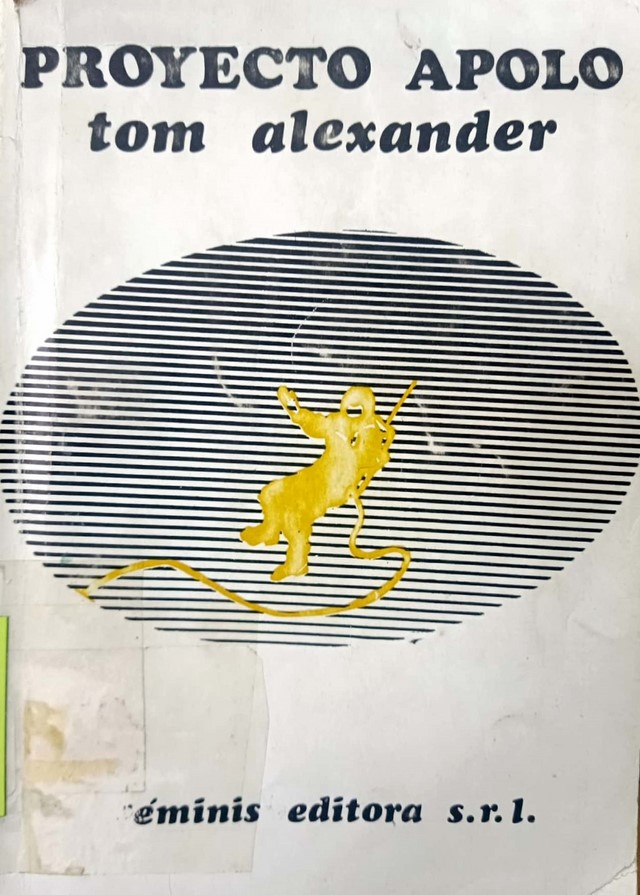 PROYECTO APOLO
tom alexander
éminis editora s.r.l.